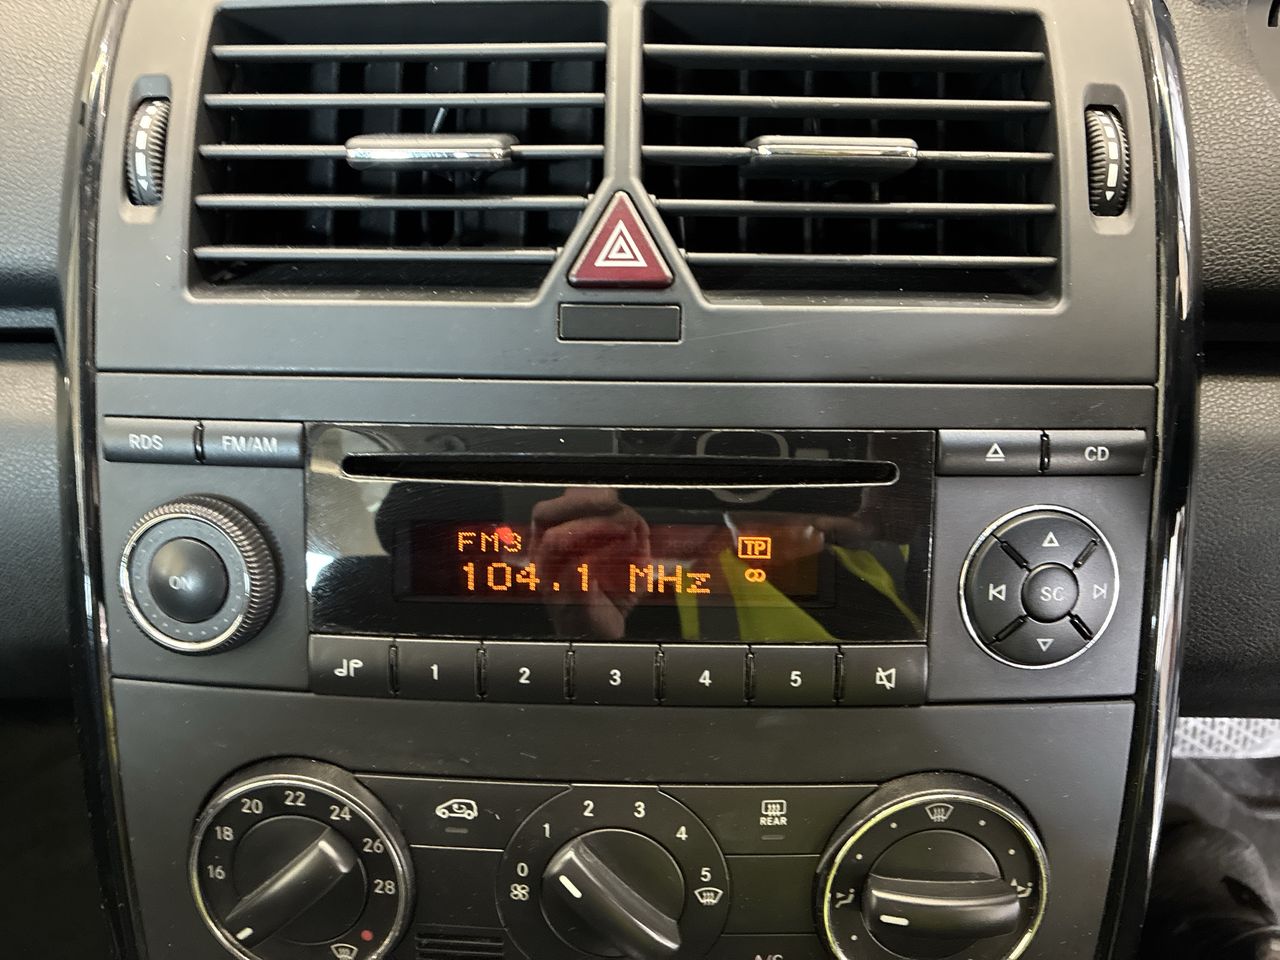 RDS FM/AM CD
FM3 TP
104.1 MHz
ON SC
1 2 3 4 5
16 18 20 22 24 26 28
0 1 2 3 4 5
REAR